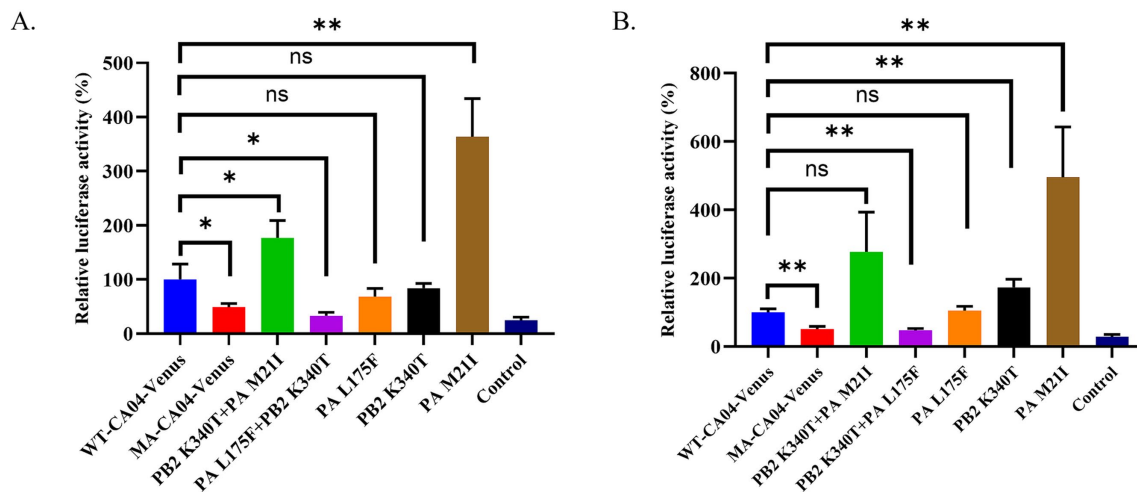 A.
Relative luciferase activity (%)
500
400
300
200
100
0
**
ns
ns
*
*
*
WT-CA04-Venus
MA-CA04-Venus
PB2 K340T+PA M21I
PA L175F+PB2 K340T
PA L175F
PB2 K340T
PA M21I
Control
B.
Relative luciferase activity (%)
800
600
400
200
0
**
**
ns
**
ns
**
WT-CA04-Venus
MA-CA04-Venus
PB2 K340T+PA M21I
PB2 K340T+PA L175F
PA L175F
PB2 K340T
PA M21I
Control